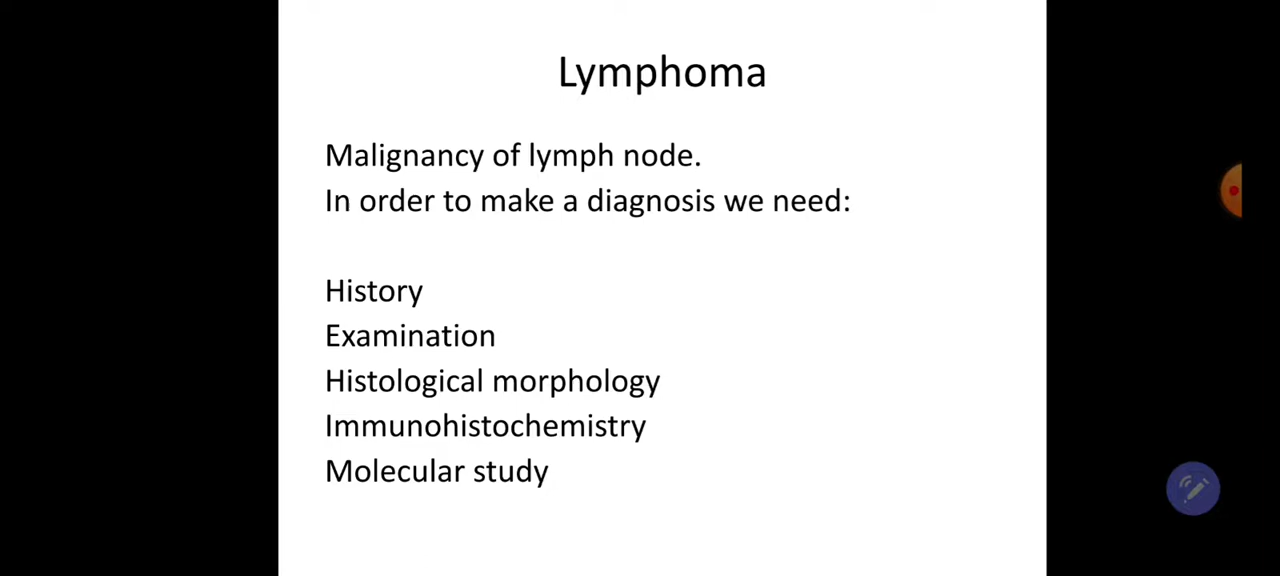 Lymphoma
Malignancy of lymph node.
In order to make a diagnosis we need:
History
Examination
Histological morphology
Immunohistochemistry
Molecular study